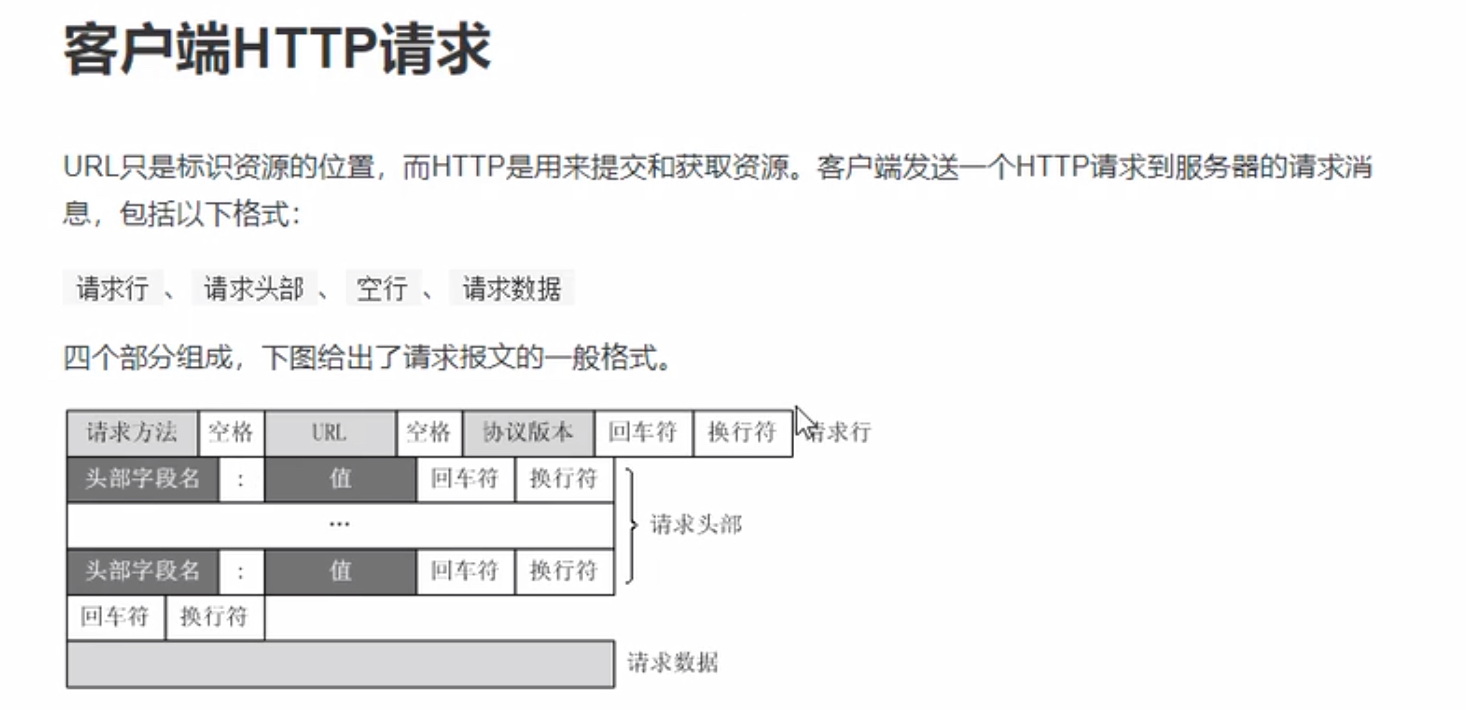 客户端HTTP请求
URL只是标识资源的位置，而HTTP是用来提交和获取资源。客户端发送一个HTTP请求到服务器的请求消
息，包括以下格式：
请求行 、 请求头部 、 空行 、 请求数据
四个部分组成，下图给出了请求报文的一般格式。
请求方法 空格 URL 空格 协议版本 回车符 换行符 请求行
头部字段名 : 值 回车符 换行符
… 请求头部
头部字段名 : 值 回车符 换行符
回车符 换行符
请求数据